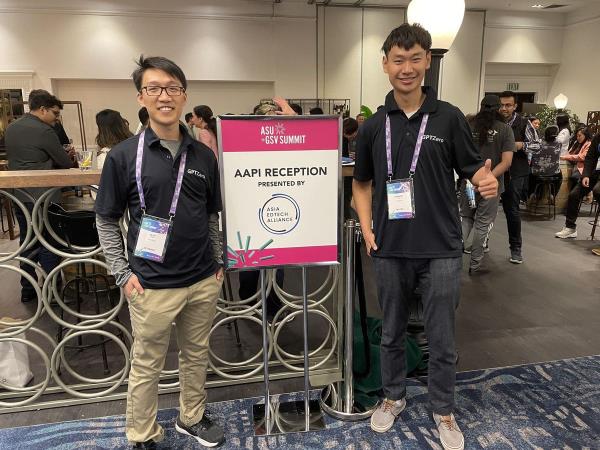 ASU
GSV SUMMIT
AAPI RECEPTION
PRESENTED BY
ASIA
EDTECH
ALLIANCE
GPTZero
GPTZero